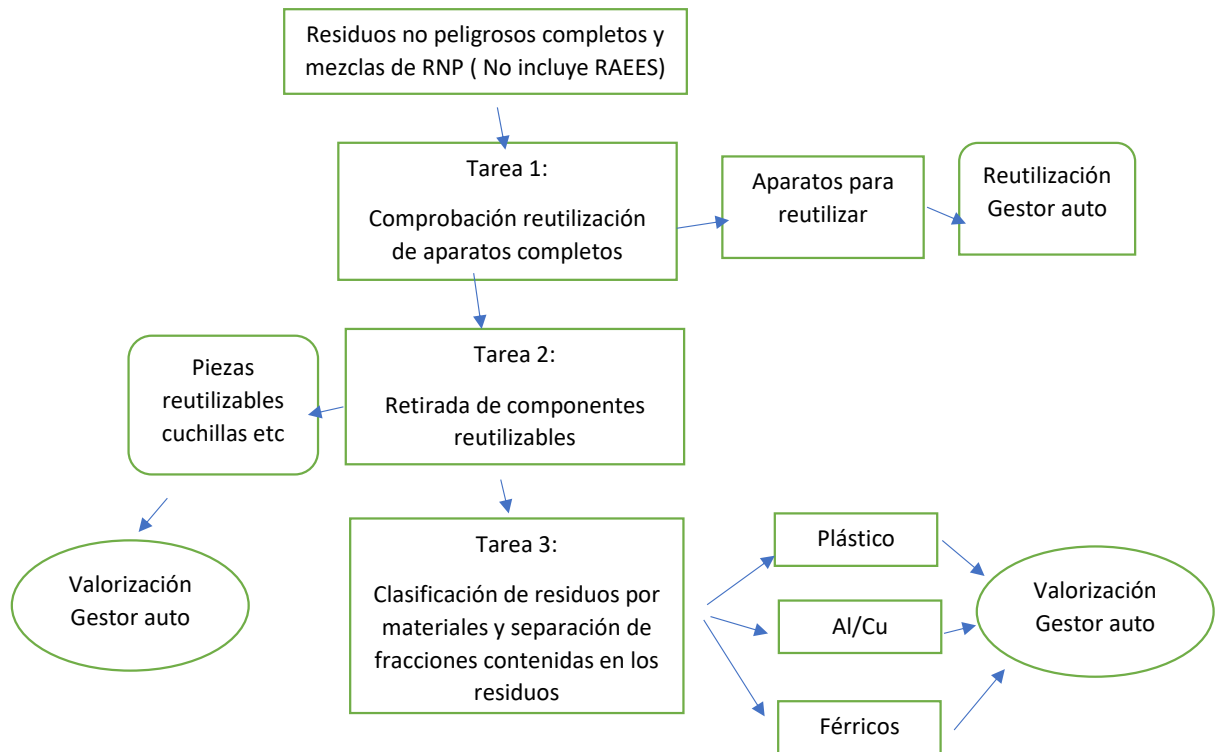 Residuos no peligrosos completos y
mezclas de RNP ( No incluye RAEES)
Tarea 1:
Comprobación reutilización
de aparatos completos
Aparatos para
reutilizar
Reutilización
Gestor auto
Tarea 2:
Retirada de componentes
reutilizables
Piezas
reutilizables
cuchillas etc
Valorización
Gestor auto
Tarea 3:
Clasificación de residuos por
materiales y separación de
fracciones contenidas en los
residuos
Plástico
Al/Cu
Férricos
Valorización
Gestor auto